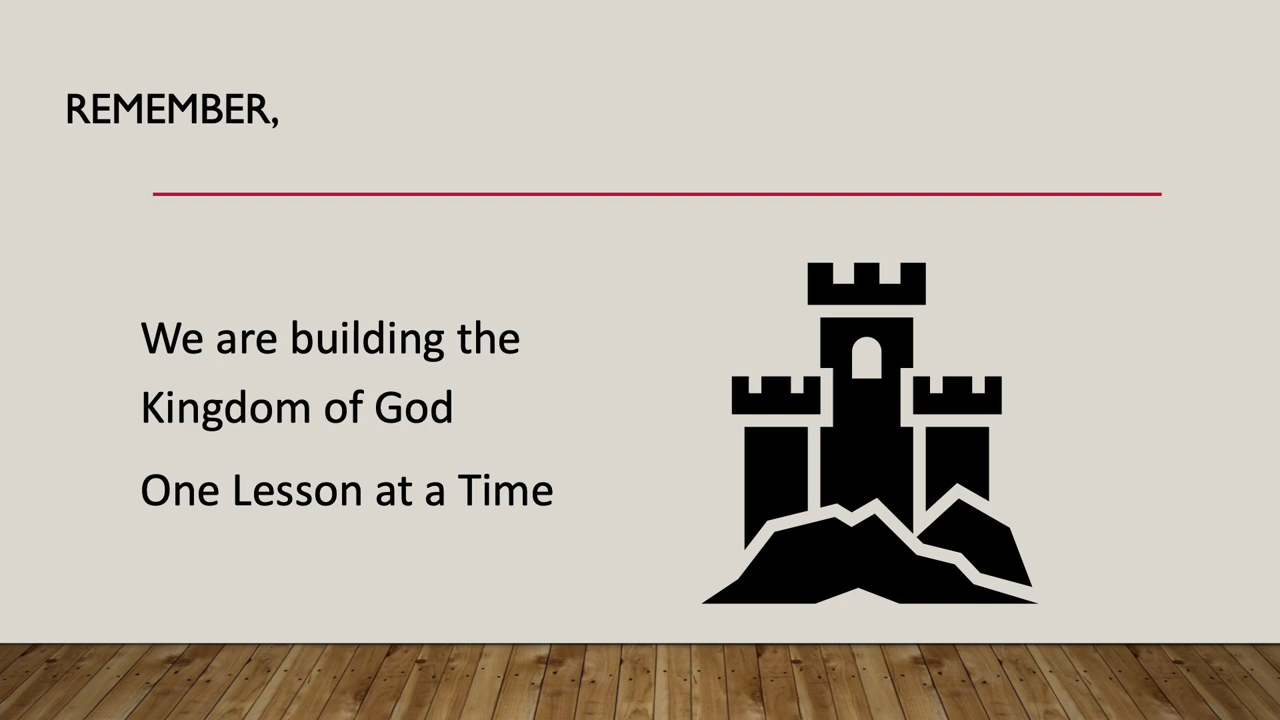 REMEMBER,
We are building the
Kingdom of God
One Lesson at a Time